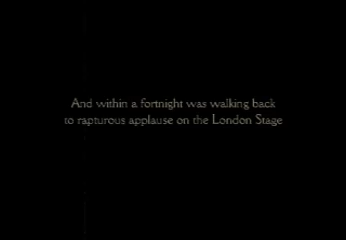 And within a fortnight was walking back
to rapturous applause on the London Stage